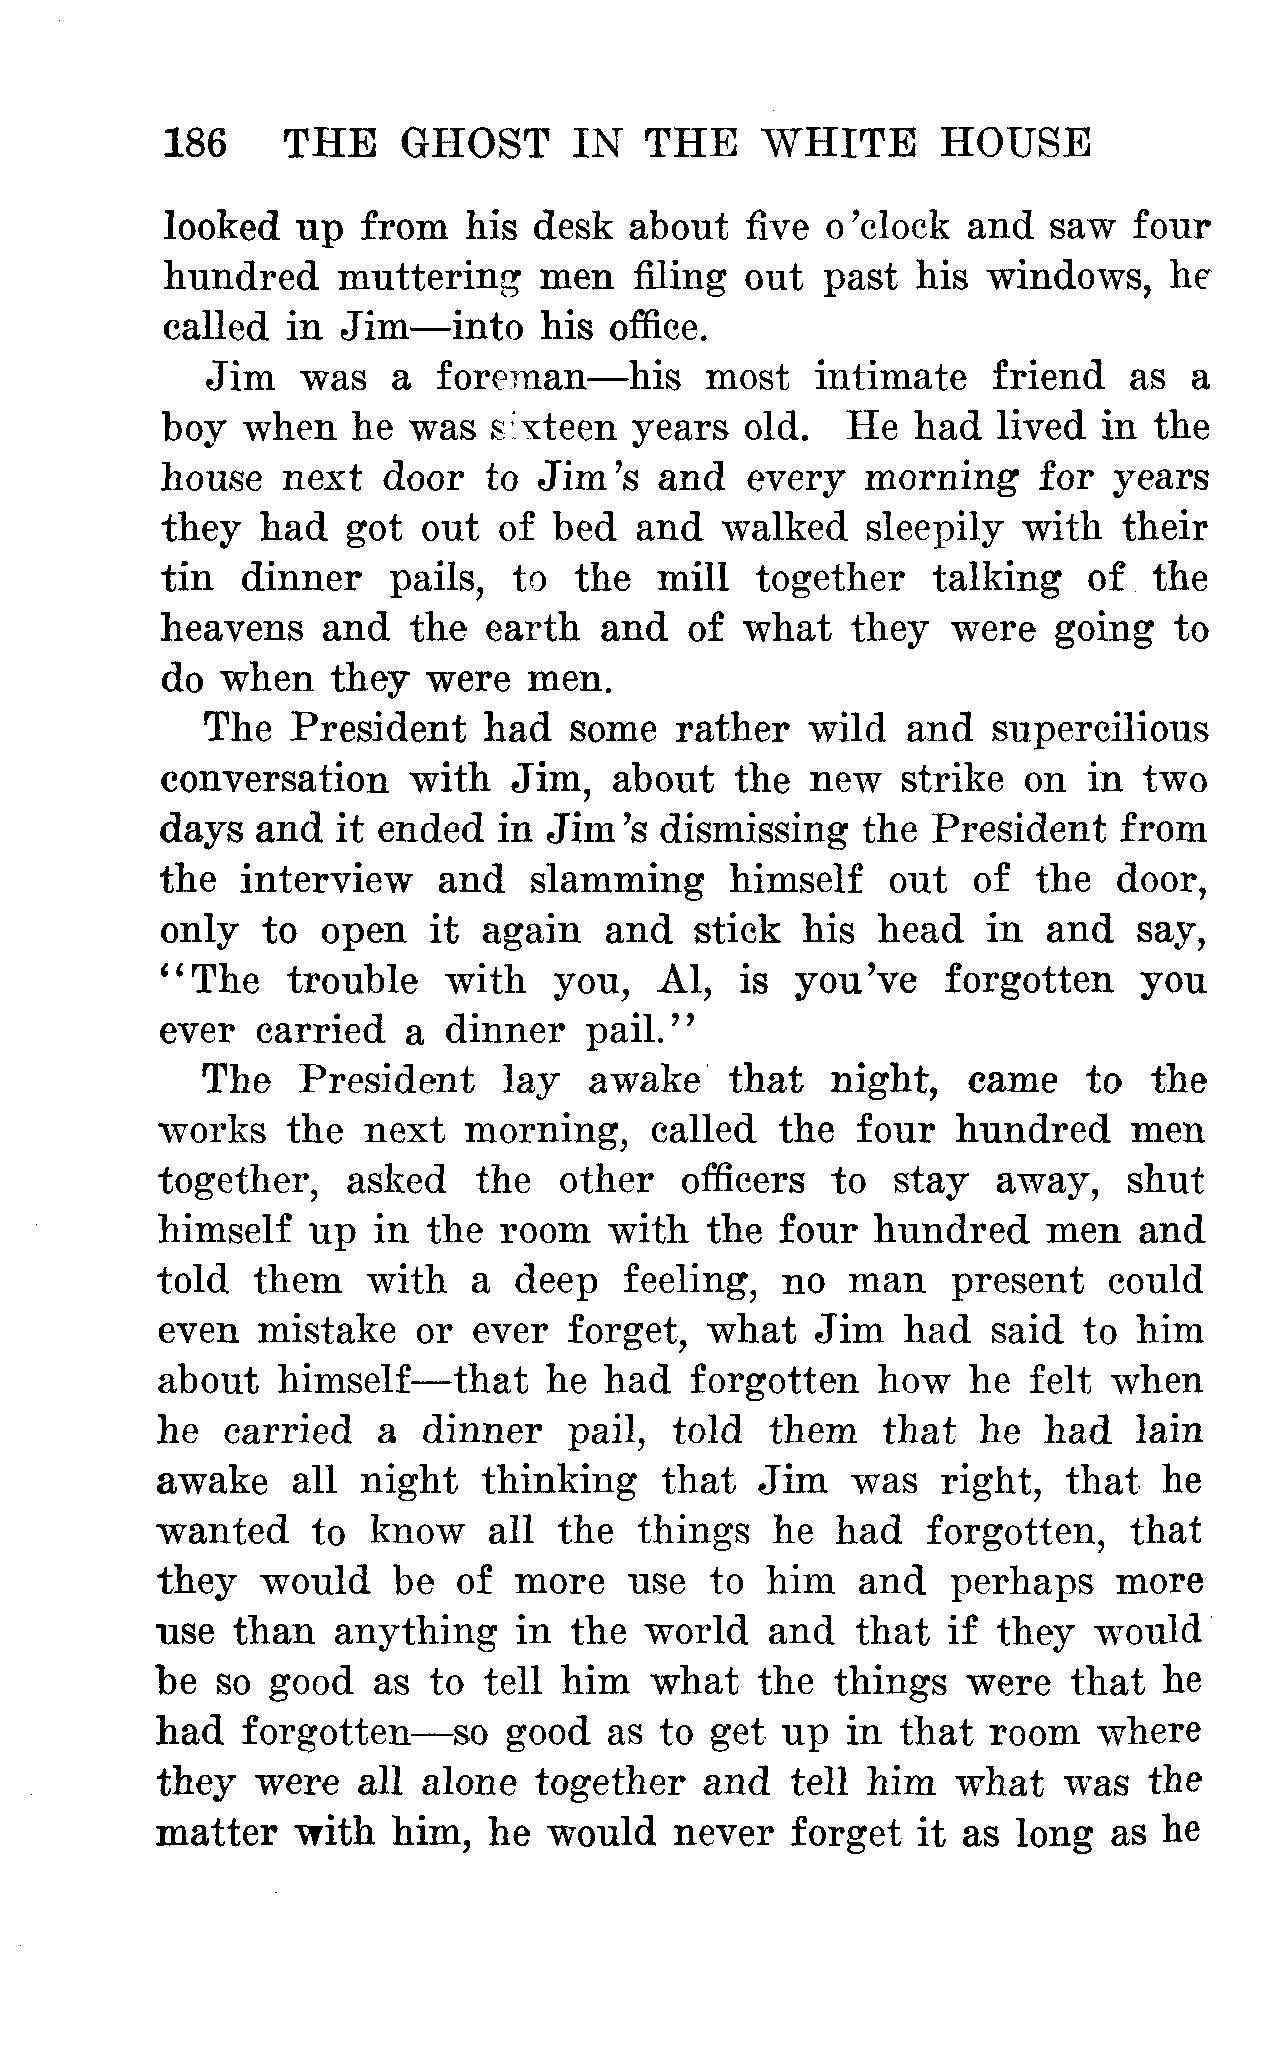 186 THE GHOST IN THE WHITE HOUSE
looked up from his desk about five o'clock and saw four
hundred muttering men filing out past his windows, he
called in Jim—into his office.
Jim was a foreman—his most intimate friend as a
boy when he was sixteen years old. He had lived in the
house next door to Jim's and every morning for years
they had got out of bed and walked sleepily with their
tin dinner pails, to the mill together talking of the
heavens and the earth and of what they were going to
do when they were men.
The President had some rather wild and supercilious
conversation with Jim, about the new strike on in two
days and it ended in Jim's dismissing the President from
the interview and slamming himself out of the door,
only to open it again and stick his head in and say,
"The trouble with you, Al, is you've forgotten you
ever carried a dinner pail."
The President lay awake that night, came to the
works the next morning, called the four hundred men
together, asked the other officers to stay away, shut
himself up in the room with the four hundred men and
told them with a deep feeling, no man present could
even mistake or ever forget, what Jim had said to him
about himself—that he had forgotten how he felt when
he carried a dinner pail, told them that he had lain
awake all night thinking that Jim was right, that he
wanted to know all the things he had forgotten, that
they would be of more use to him and perhaps more
use than anything in the world and that if they would
be so good as to tell him what the things were that he
had forgotten—so good as to get up in that room where
they were all alone together and tell him what was the
matter with him, he would never forget it as long as he